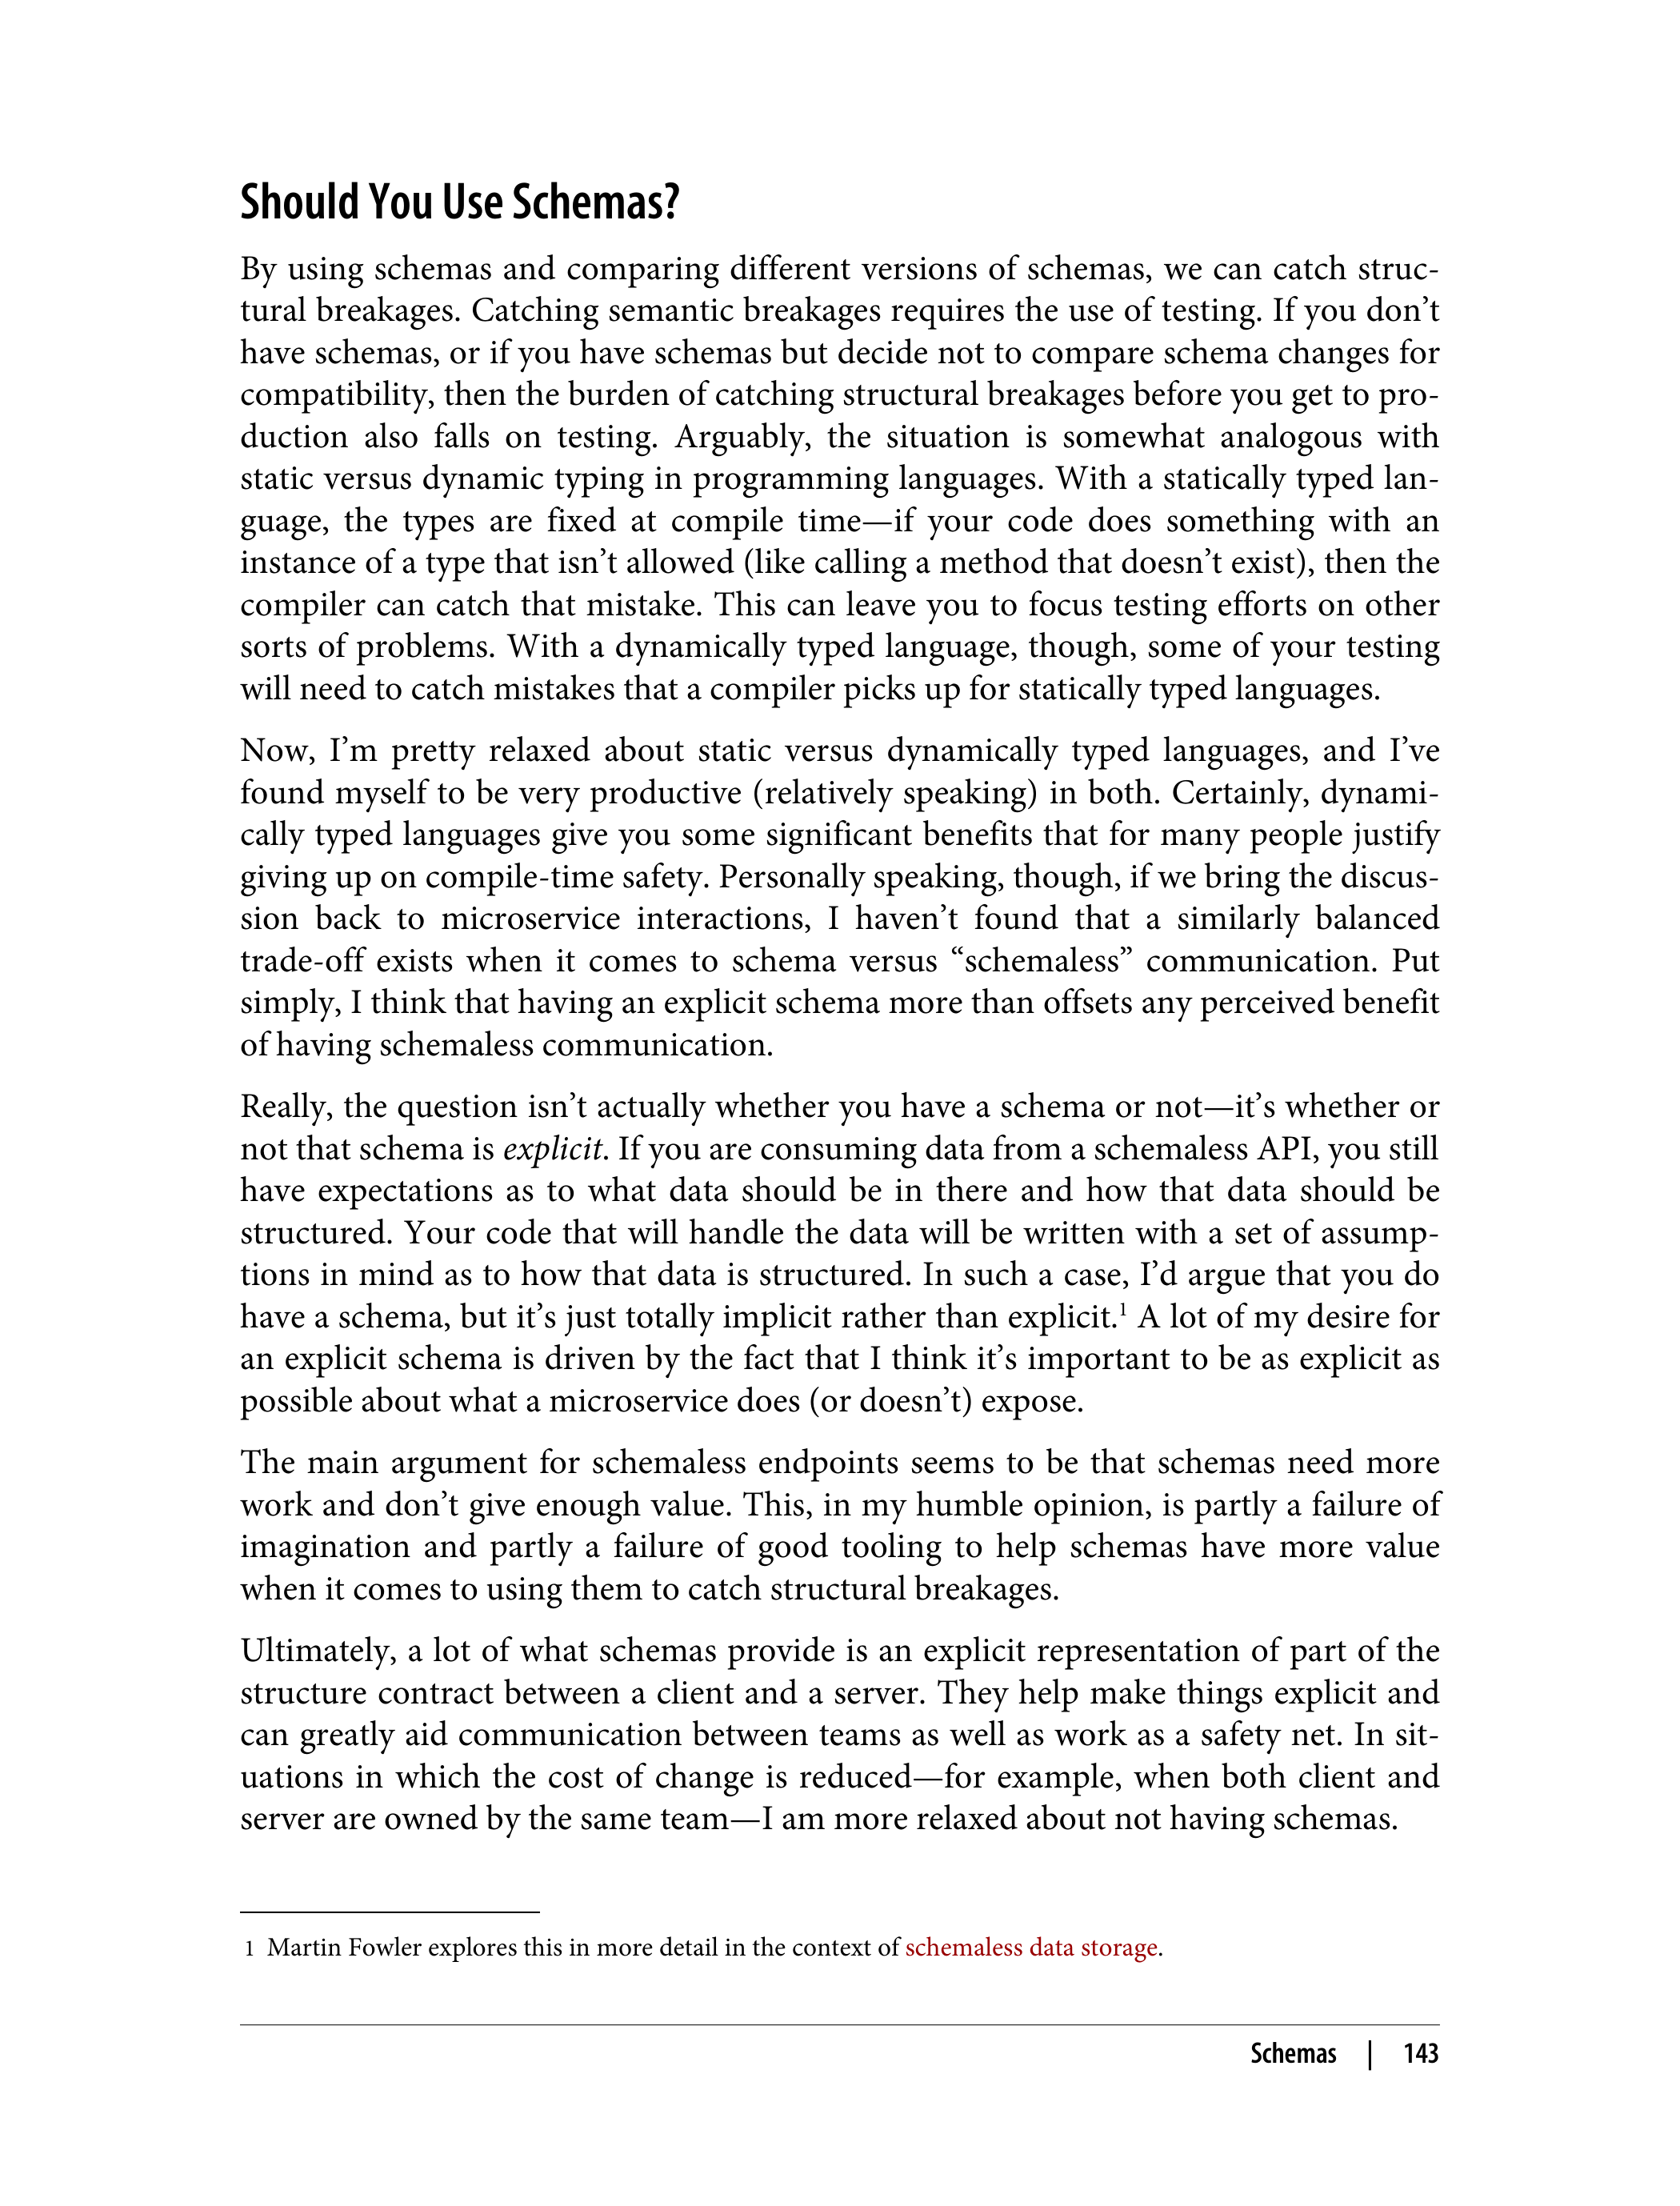 Should You Use Schemas?
By using schemas and comparing different versions of schemas, we can catch struc-
tural breakages. Catching semantic breakages requires the use of testing. If you don’t
have schemas, or if you have schemas but decide not to compare schema changes for
compatibility, then the burden of catching structural breakages before you get to pro-
duction also falls on testing. Arguably, the situation is somewhat analogous with
static versus dynamic typing in programming languages. With a statically typed lan-
guage, the types are fixed at compile time—if your code does something with an
instance of a type that isn’t allowed (like calling a method that doesn’t exist), then the
compiler can catch that mistake. This can leave you to focus testing efforts on other
sorts of problems. With a dynamically typed language, though, some of your testing
will need to catch mistakes that a compiler picks up for statically typed languages.
Now, I’m pretty relaxed about static versus dynamically typed languages, and I’ve
found myself to be very productive (relatively speaking) in both. Certainly, dynami-
cally typed languages give you some significant benefits that for many people justify
giving up on compile-time safety. Personally speaking, though, if we bring the discus-
sion back to microservice interactions, I haven’t found that a similarly balanced
trade-off exists when it comes to schema versus “schemaless” communication. Put
simply, I think that having an explicit schema more than offsets any perceived benefit
of having schemaless communication.
Really, the question isn’t actually whether you have a schema or not—it’s whether or
not that schema is explicit. If you are consuming data from a schemaless API, you still
have expectations as to what data should be in there and how that data should be
structured. Your code that will handle the data will be written with a set of assump-
tions in mind as to how that data is structured. In such a case, I’d argue that you do
have a schema, but it’s just totally implicit rather than explicit.1 A lot of my desire for
an explicit schema is driven by the fact that I think it’s important to be as explicit as
possible about what a microservice does (or doesn’t) expose.
The main argument for schemaless endpoints seems to be that schemas need more
work and don’t give enough value. This, in my humble opinion, is partly a failure of
imagination and partly a failure of good tooling to help schemas have more value
when it comes to using them to catch structural breakages.
Ultimately, a lot of what schemas provide is an explicit representation of part of the
structure contract between a client and a server. They help make things explicit and
can greatly aid communication between teams as well as work as a safety net. In sit-
uations in which the cost of change is reduced—for example, when both client and
server are owned by the same team—I am more relaxed about not having schemas.
1 Martin Fowler explores this in more detail in the context of schemaless data storage.
Schemas | 143